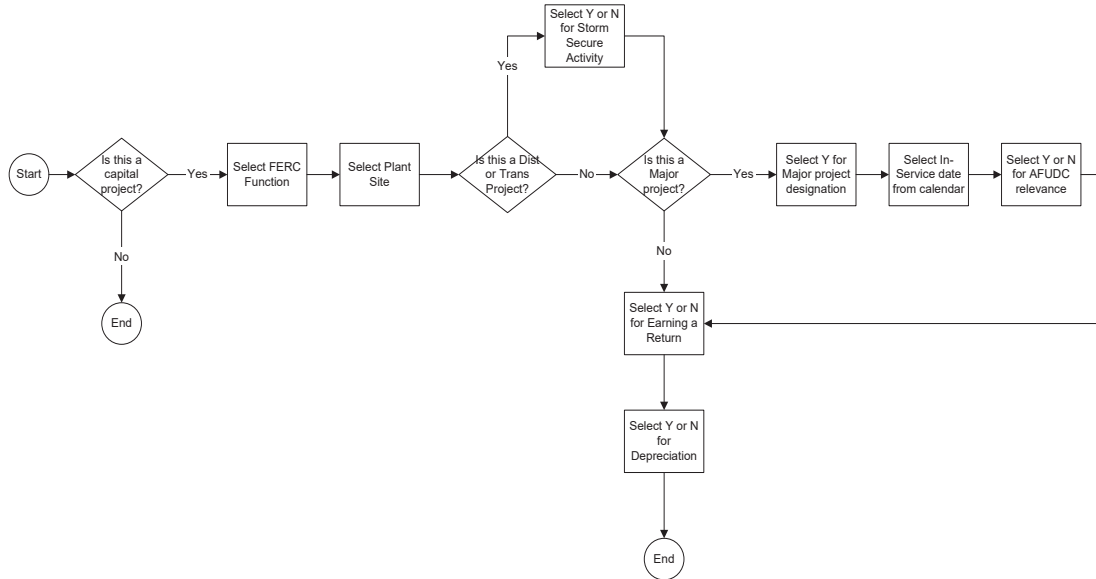 Select Y or N
for Storm
Secure
Activity
Yes
Start
Is this a
capital
project?
Yes
Select FERC
Function
Select Plant
Site
Is this a Dist
or Trans
Project?
No
Is this a
Major
project?
Yes
Select Y for
Major project
designation
Select In-
Service date
from calendar
Select Y or N
for AFUDC
relevance
No
No
End
Select Y or N
for Earning a
Return
Select Y or N
for
Depreciation
End